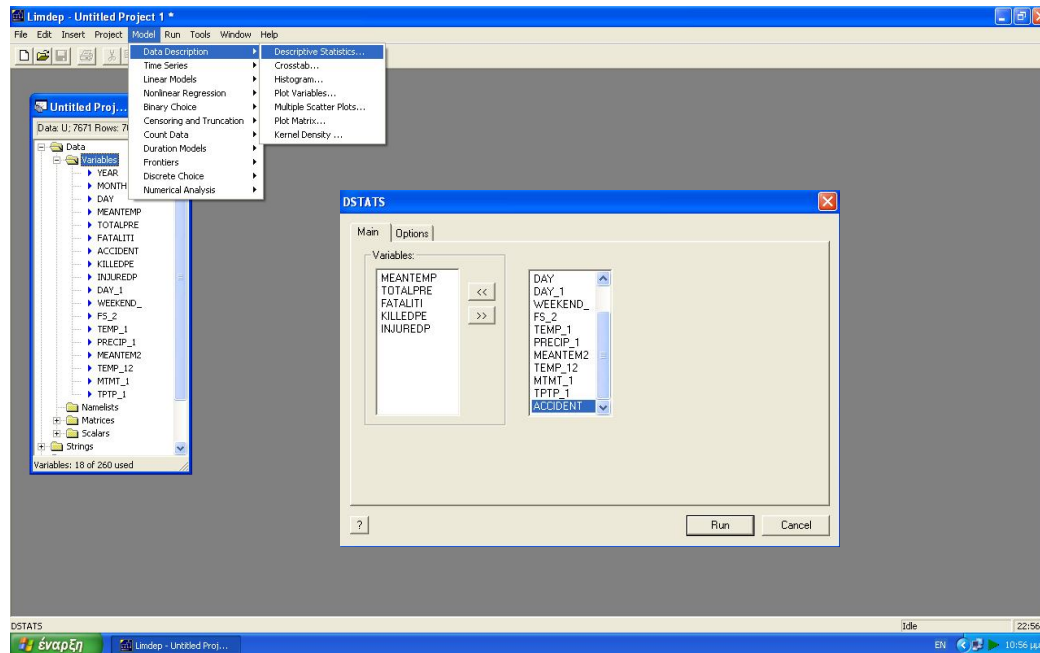 Limdep - Untitled Project 1 *
File Edit Insert Project Model Run Tools Window Help
Data Description
Time Series
Linear Models
Nonlinear Regression
Binary Choice
Censoring and Truncation
Count Data
Duration Models
Frontiers
Discrete Choice
Numerical Analysis
Descriptive Statistics...
Crosstab...
Histogram...
Plot Variables...
Multiple Scatter Plots...
Plot Matrix...
Kernel Density ...
Untitled Proj...
Data: U; 7671 Rows:
Data
Variables
YEAR
MONTH
DAY
MEANTEMP
TOTALPRE
FATALITI
ACCIDENT
KILLEDPE
INJUREDP
DAY_1
WEEKEND_
FS_2
TEMP_1
PRECIP_1
MEANTEM2
TEMP_12
MTMT_1
TPTP_1
Namelists
Matrices
Scalars
Strings
Variables: 18 of 260 used
DSTATS
Main Options
Variables:
MEANTEMP
TOTALPRE
FATALITI
KILLEDPE
INJUREDP
<<
>>
DAY
DAY_1
WEEKEND_
FS_2
TEMP_1
PRECIP_1
MEANTEM2
TEMP_12
MTMT_1
TPTP_1
ACCIDENT
? Run Cancel
DSTATS Idle 22:56
έναρξη Limdep - Untitled Proj... EN 10:56 μμ